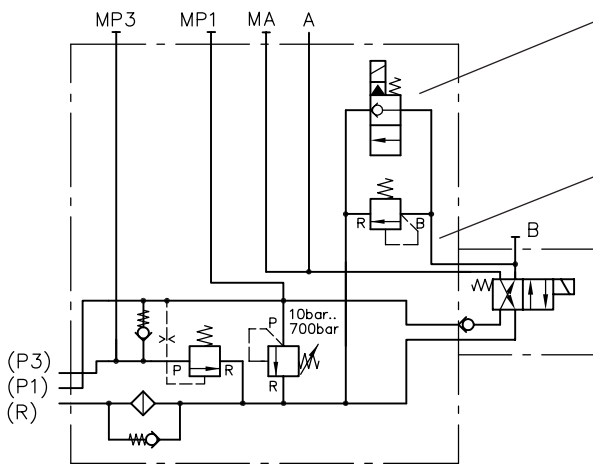 MP3 MP1 MA A
R B
B
P
10bar..
700bar
(P3)
P R
R
(P1)
(R)